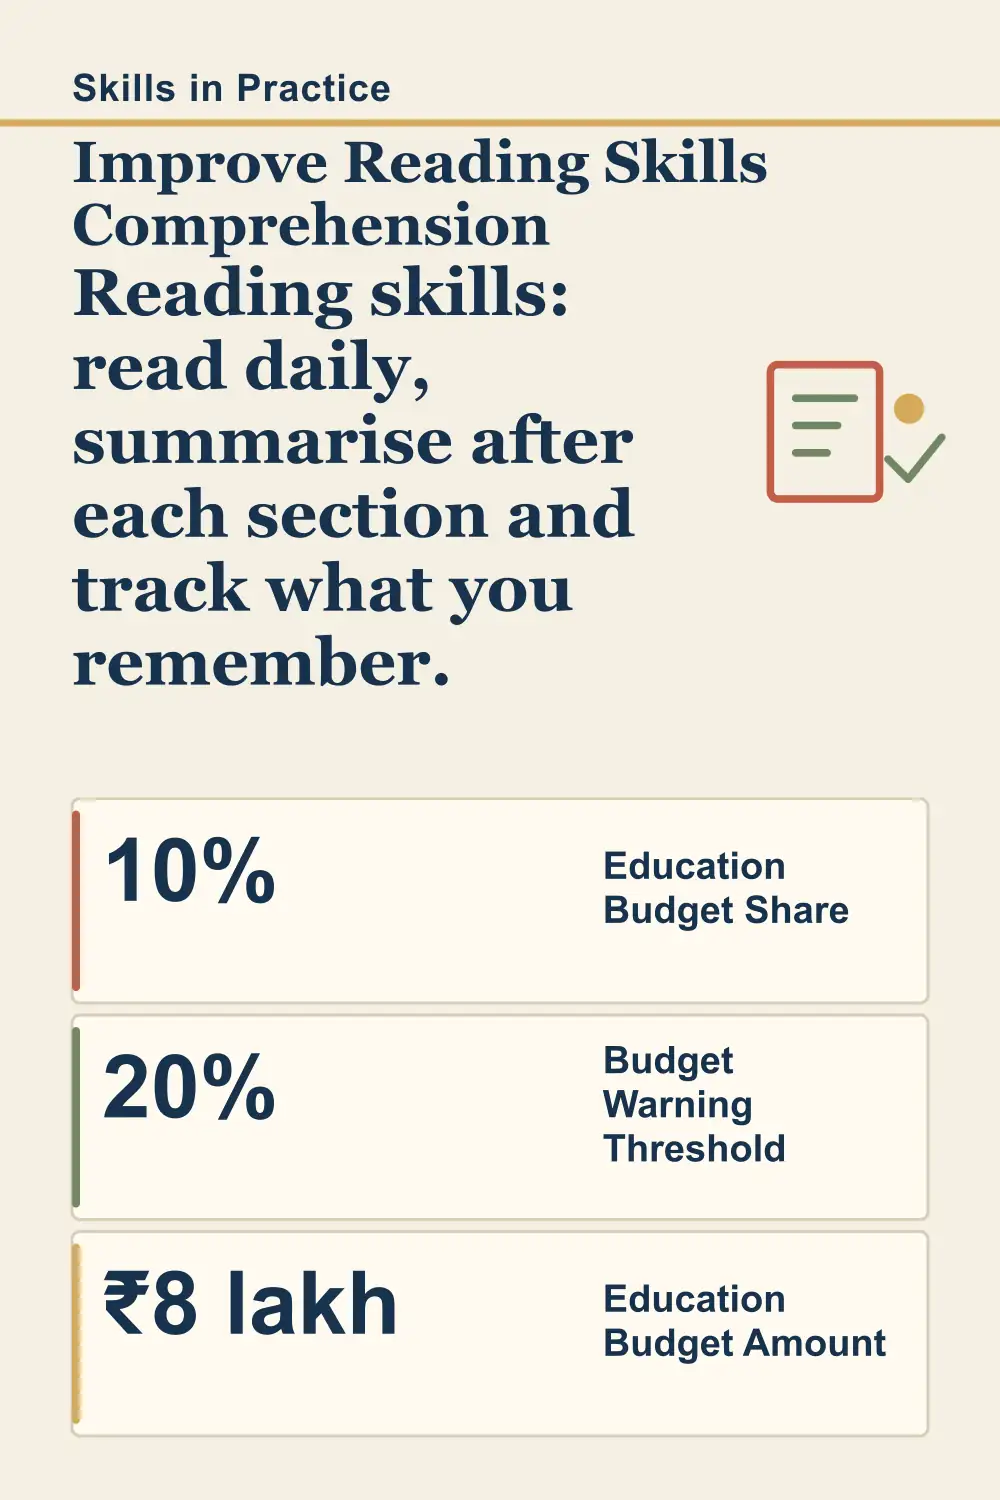 Skills in Practice
Improve Reading Skills
Comprehension
Reading skills:
read daily,
summarise after
each section and
track what you
remember.
10%
Education
Budget Share
20%
Budget
Warning
Threshold
₹8 lakh
Education
Budget Amount